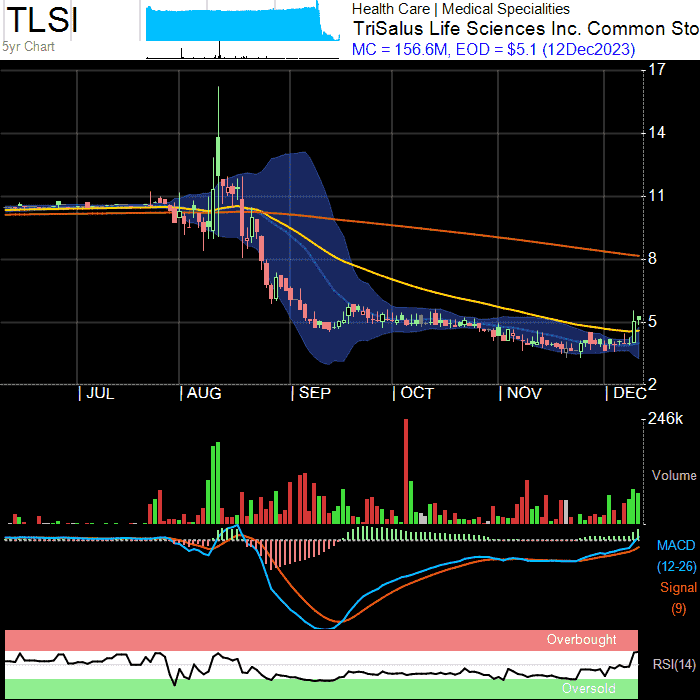 TLSI
5yr Chart
Health Care | Medical Specialities
TriSalus Life Sciences Inc. Common Sto
MC = 156.6M, EOD = $5.1 (12Dec2023)
17
14
11
8
5
2
JUL
AUG
SEP
OCT
NOV
DEC
246k
Volume
MACD
(12-26)
Signal
(9)
Overbought
RSI(14)
Oversold